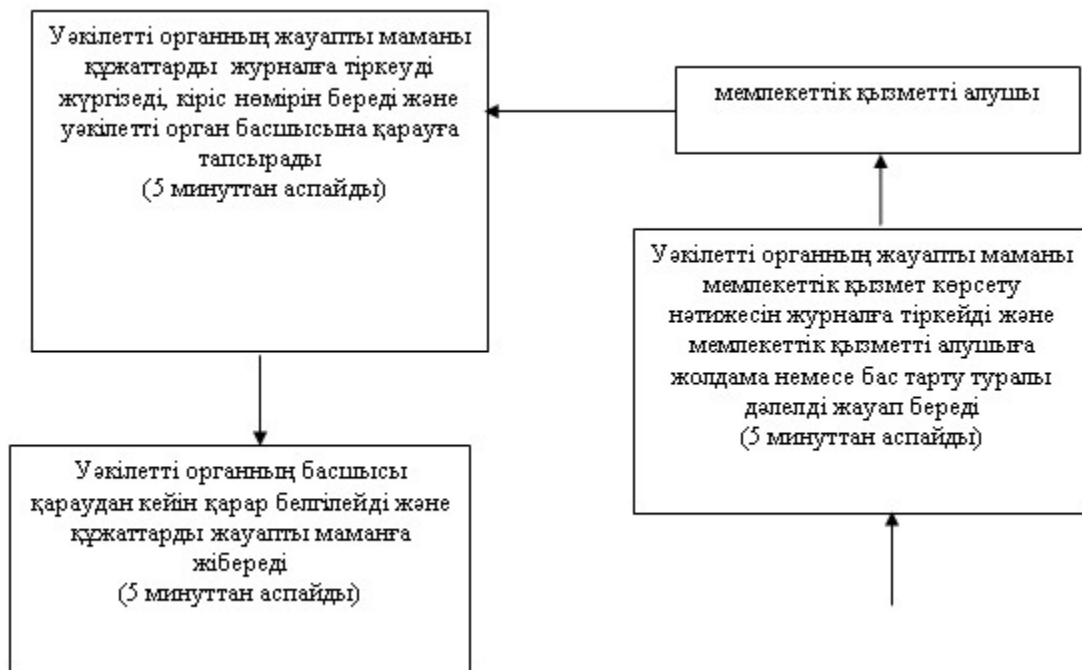 Уәкілетті органның жауапты маманы
құжаттарды журналға тіркеуді
жүргізеді, кіріс нөмірін береді және
уәкілетті орган басшысына қарауға
тапсырады
(5 минуттан аспайды)
мемлекеттік қызметті алушы
Уәкілетті органның жауапты маманы
мемлекеттік қызмет көрсету
нәтижесін журналға тіркейді және
мемлекеттік қызметті алушыға
жолдама немесе бас тарту туралы
дәлелді жауап береді
(5 минуттан аспайды)
Уәкілетті органның басшысы
қараудан кейін қарар белгілейді және
құжаттарды жауапты маманға
жібереді
(5 минуттан аспайды)